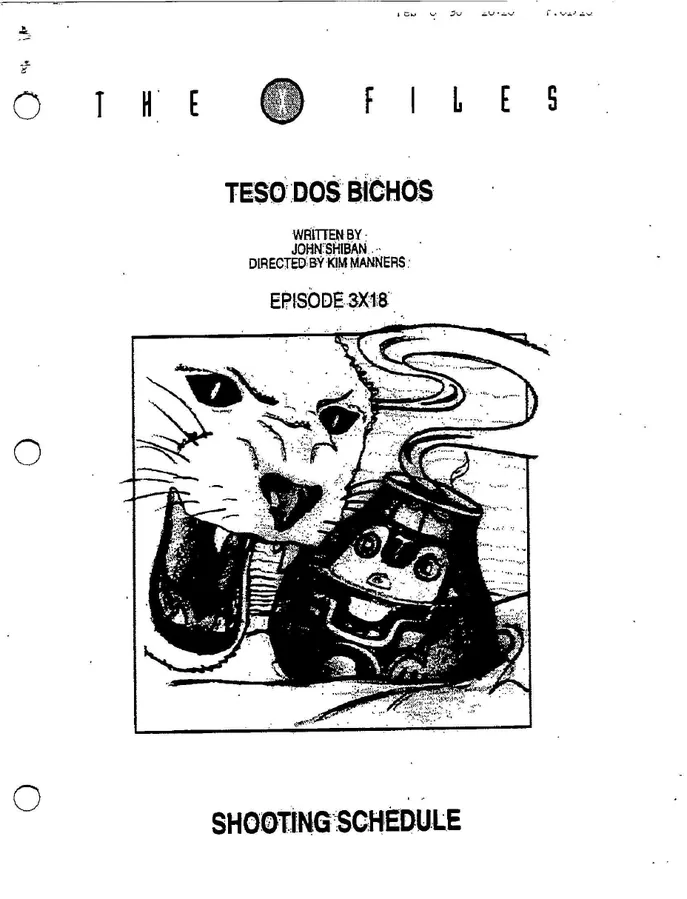 THE X FILES
TESO DOS BICHOS
WRITTEN BY
JOHN SHIBAN
DIRECTED BY KIM MANNERS
EPISODE 3X18
SHOOTING SCHEDULE